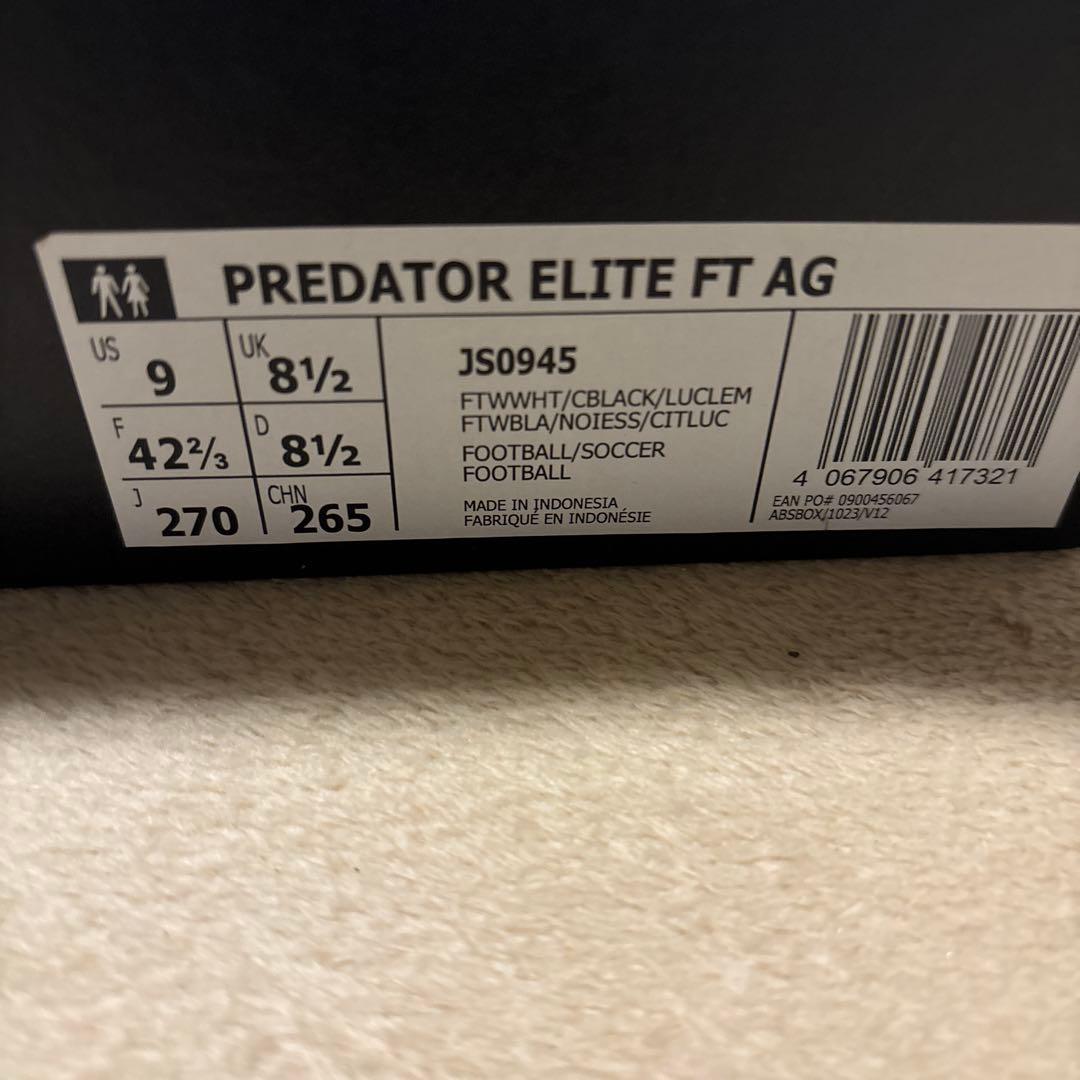 PREDATOR ELITE FT AG
US 9 UK 8½
F 42⅔ D 8½
J 270 CHN 265
JS0945
FTWWHT/CBLACK/LUCLEM
FTWBLA/NOIESS/CITLUC
FOOTBALL/SOCCER
FOOTBALL
MADE IN INDONESIA
FABRIQUÉ EN INDONÉSIE
4 067906 417321
EAN PO# 0900456067
ABSBOX/1023/V12